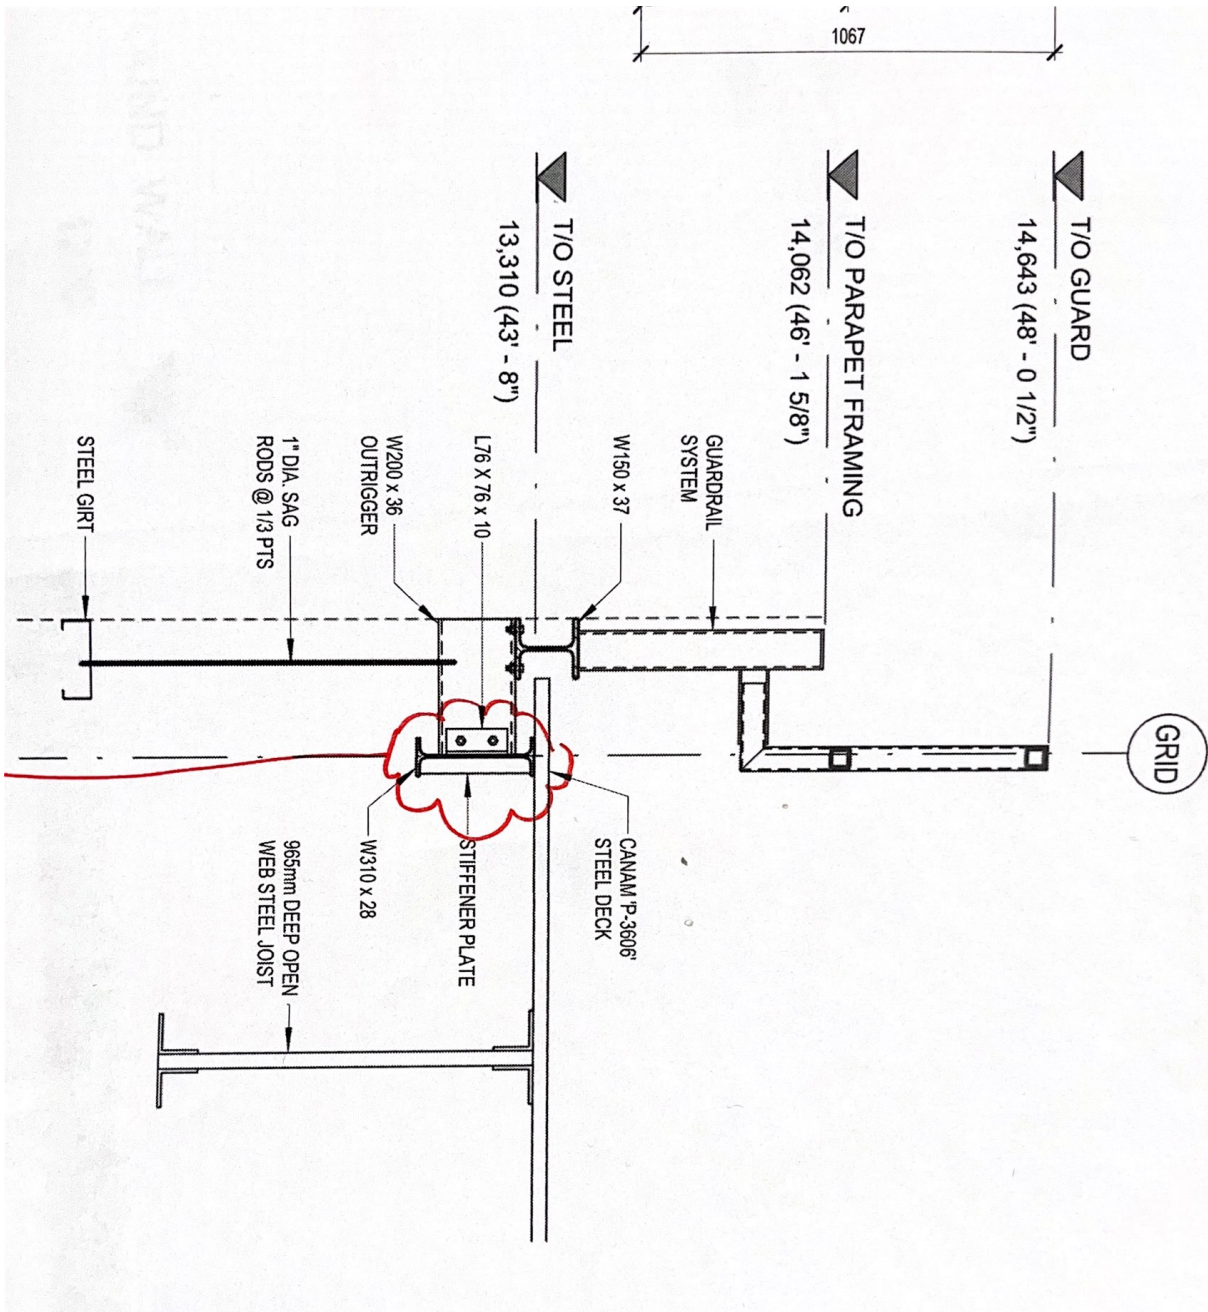 1067
GRID
T/O GUARD
14,643 (48' - 0 1/2")
T/O PARAPET FRAMING
14,062 (46' - 1 5/8")
GUARDRAIL
SYSTEM
W150 x 37
T/O STEEL
13,310 (43' - 8")
CANAM 'P-3606'
STEEL DECK
L76 X 76 x 10
STIFFENER PLATE
W200 x 36
OUTRIGGER
W310 x 28
1" DIA. SAG
RODS @ 1/3 PTS
965mm DEEP OPEN
WEB STEEL JOIST
STEEL GIRT